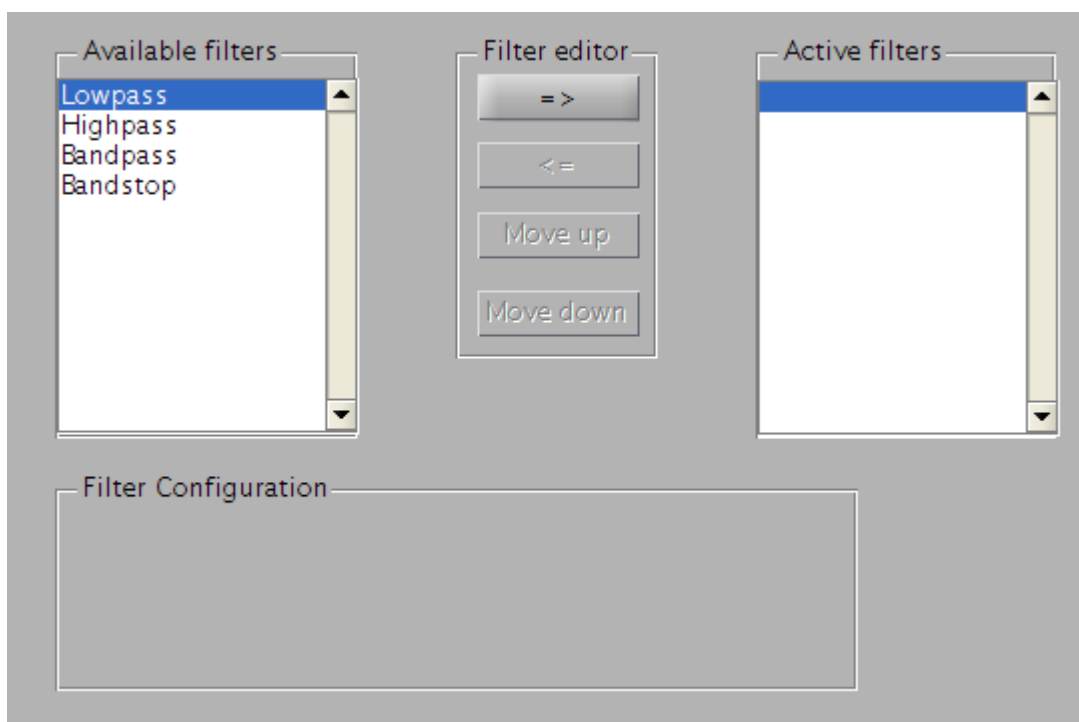 Available filters
Lowpass
Highpass
Bandpass
Bandstop
Filter editor
=>
<=
Move up
Move down
Active filters
Filter Configuration